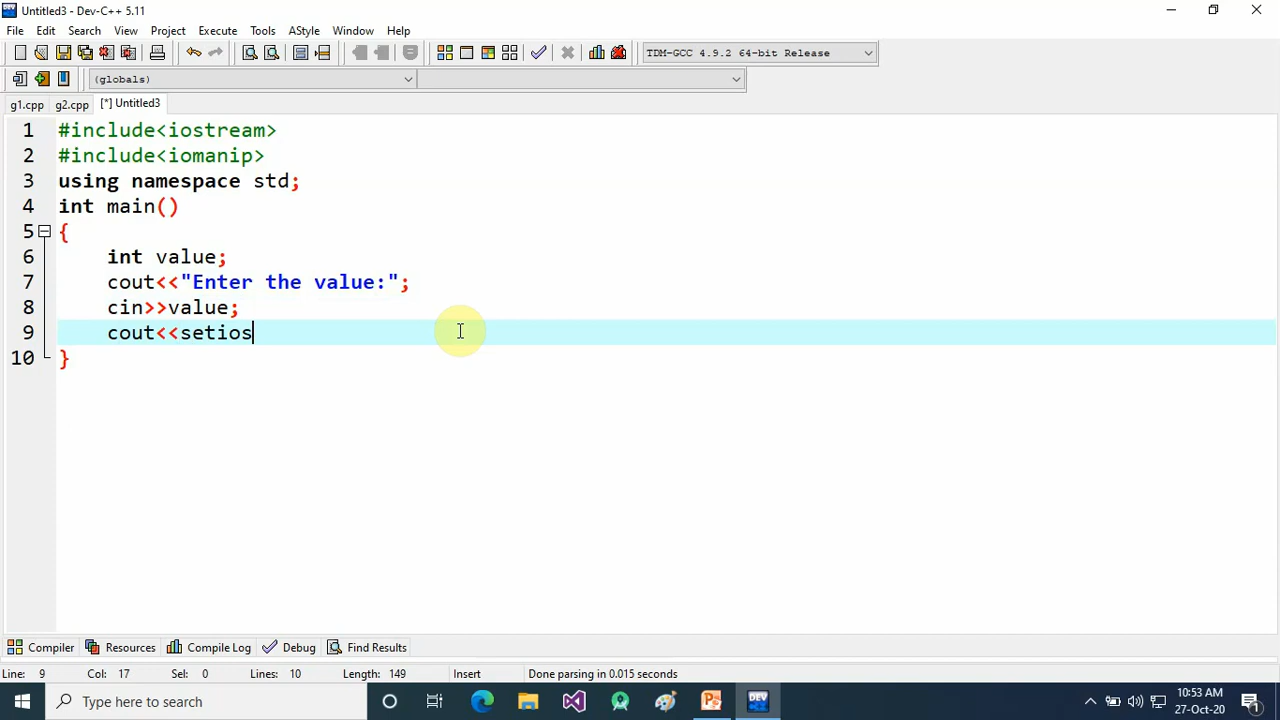 Untitled3 - Dev-C++ 5.11
File Edit Search View Project Execute Tools AStyle Window Help
TDM-GCC 4.9.2 64-bit Release
(globals)
g1.cpp g2.cpp [*] Untitled3
1 #include<iostream>
2 #include<iomanip>
3 using namespace std;
4 int main()
5 {
6 int value;
7 cout<<"Enter the value:";
8 cin>>value;
9 cout<<setios
10 }
Compiler Resources Compile Log Debug Find Results
Line: 9 Col: 17 Sel: 0 Lines: 10 Length: 149 Insert Done parsing in 0.015 seconds
Type here to search
10:53 AM
27-Oct-20
1